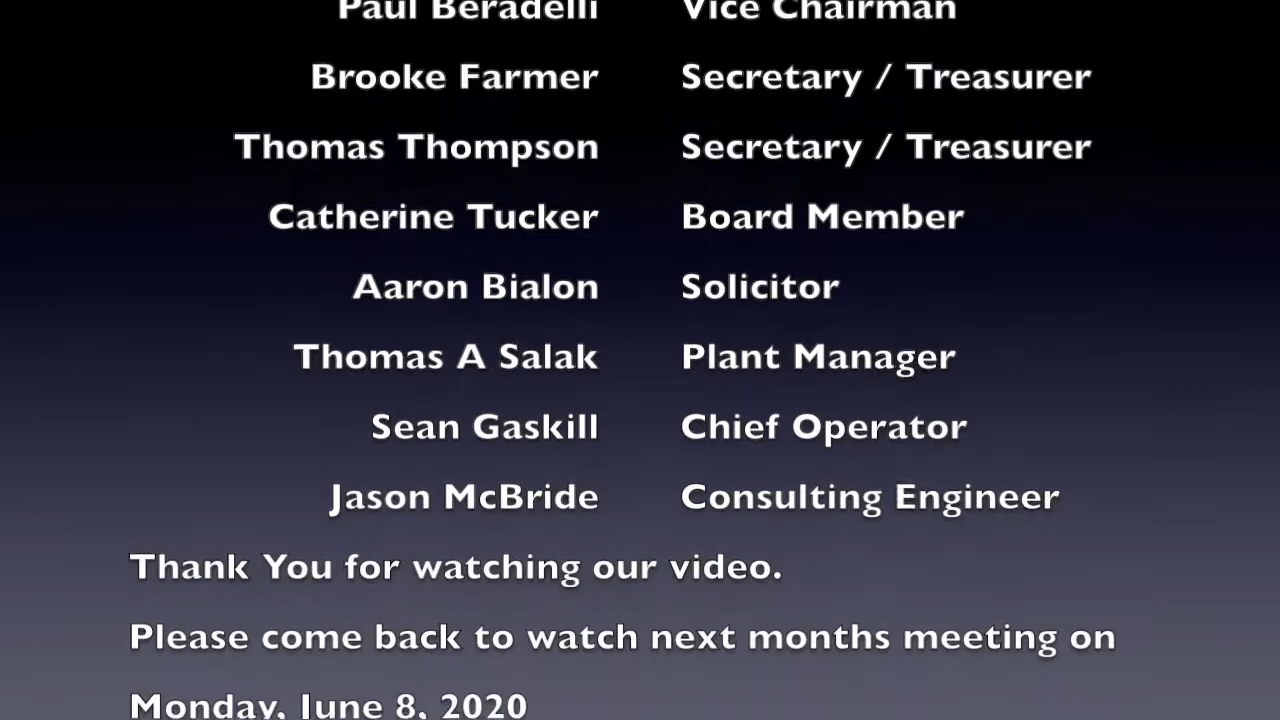 Paul Beradelli Vice Chairman
Brooke Farmer Secretary / Treasurer
Thomas Thompson Secretary / Treasurer
Catherine Tucker Board Member
Aaron Bialon Solicitor
Thomas A Salak Plant Manager
Sean Gaskill Chief Operator
Jason McBride Consulting Engineer
Thank You for watching our video.
Please come back to watch next months meeting on
Monday, June 8, 2020